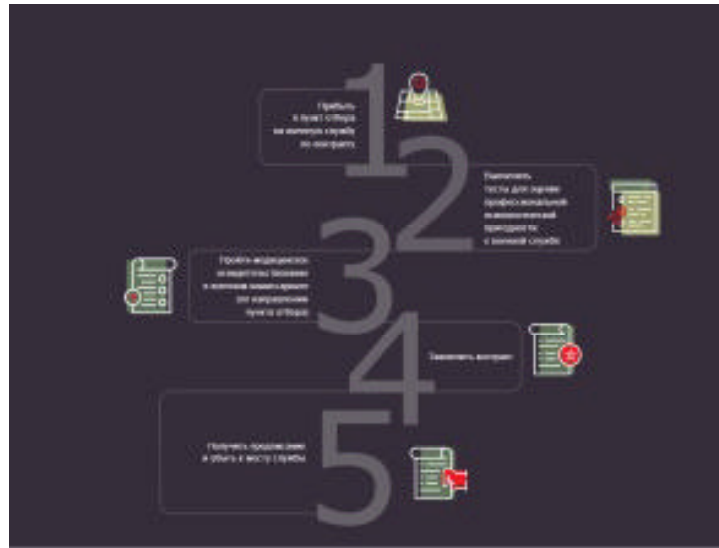 1
Прибыть
в пункт отбора
на военную службу
по контракту
2
Выполнить
тесты для оценки
профессиональной
психологической
пригодности
к военной службе
3
Пройти медицинское
освидетельствование
в военном комиссариате
(по направлению
пункта отбора)
4
Заключить контракт
5
Получить предписание
и убыть к месту службы